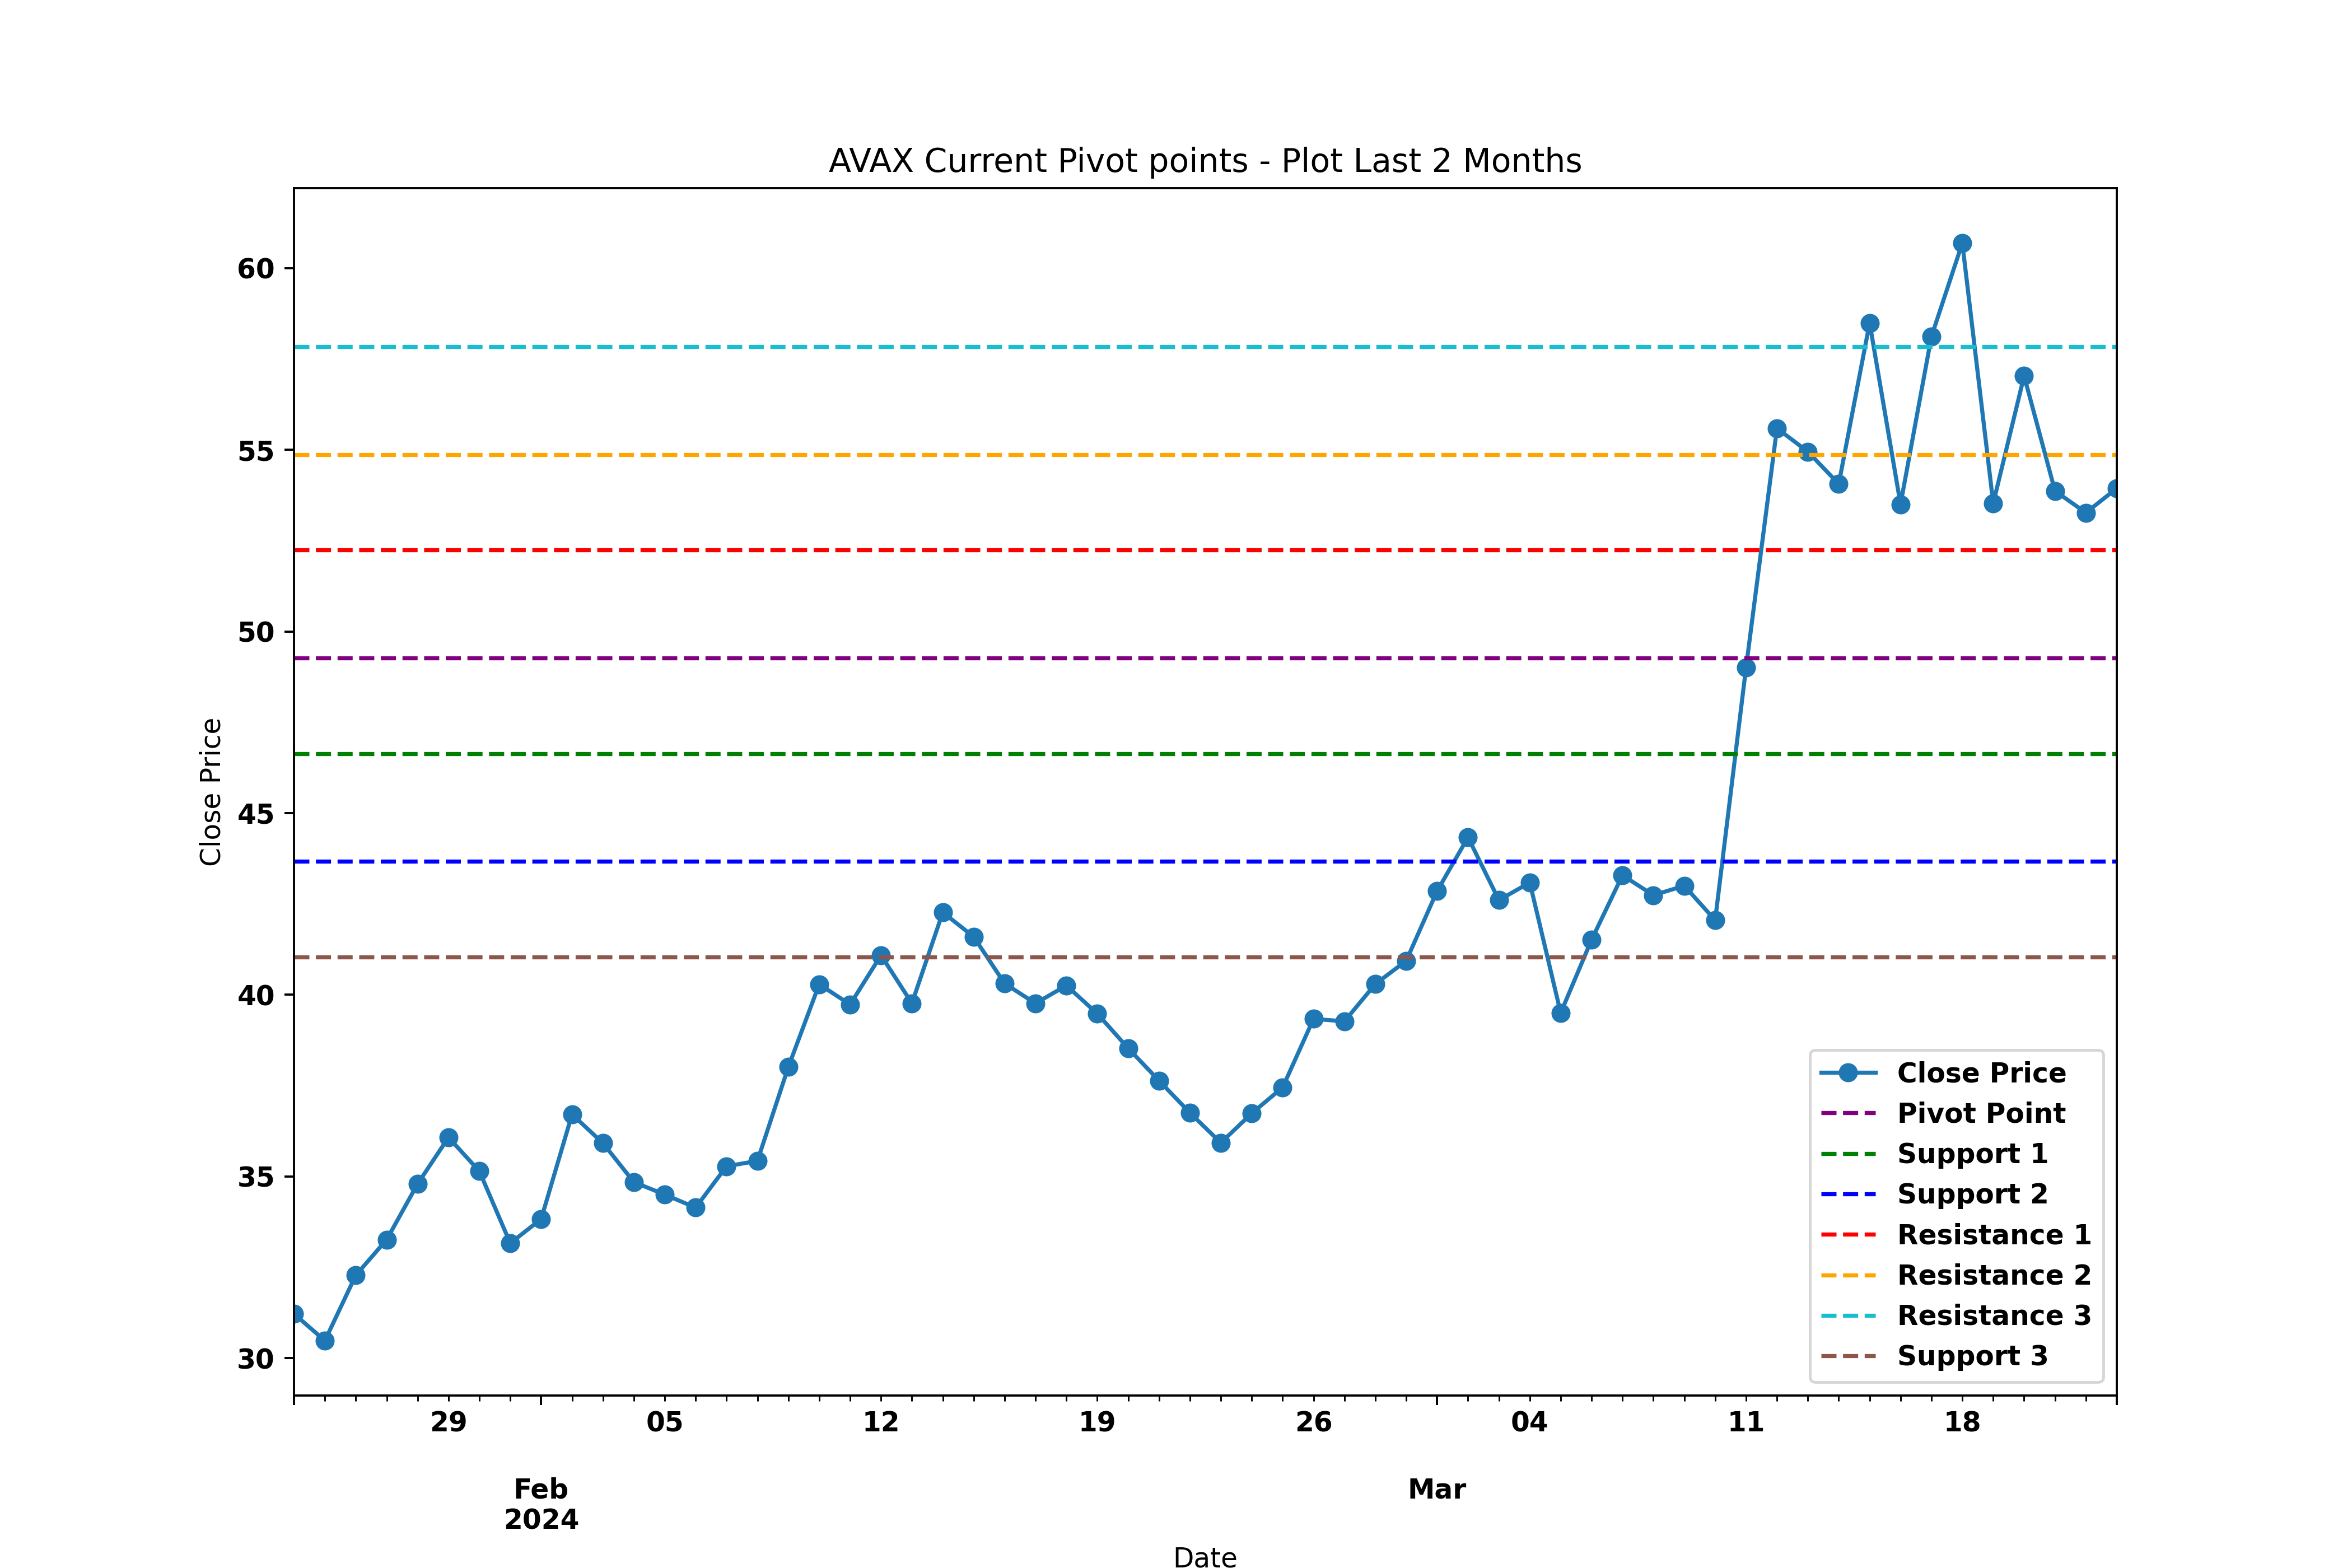 AVAX Current Pivot points - Plot Last 2 Months
60
55
50
45
40
35
30
Close Price
Close Price
Pivot Point
Support 1
Support 2
Resistance 1
Resistance 2
Resistance 3
Support 3
29 05 12 19 26 04 11 18
Feb Mar
2024
Date